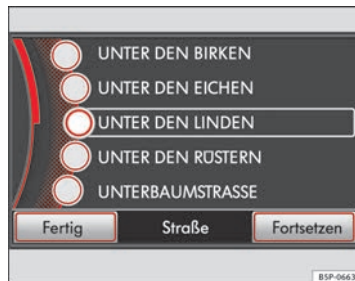 UNTER DEN BIRKEN
UNTER DEN EICHEN
UNTER DEN LINDEN
UNTER DEN RÜSTERN
UNTERBAUMSTRASSE
Fertig Straße Fortsetzen
B5P-0663